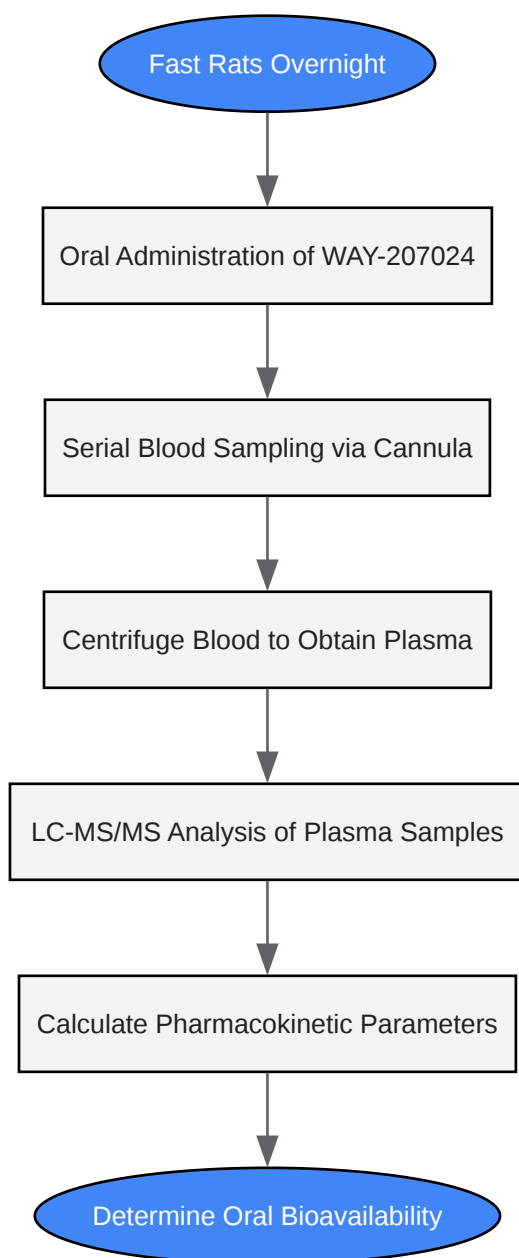 Fast Rats Overnight
Oral Administration of WAY-207024
Serial Blood Sampling via Cannula
Centrifuge Blood to Obtain Plasma
LC-MS/MS Analysis of Plasma Samples
Calculate Pharmacokinetic Parameters
Determine Oral Bioavailability